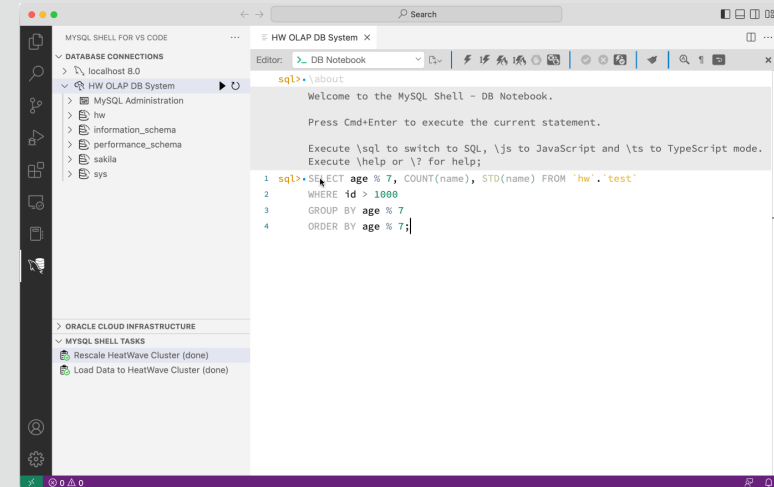 Search
MYSQL SHELL FOR VS CODE
DATABASE CONNECTIONS
localhost 8.0
HW OLAP DB System
MySQL Administration
hw
information_schema
performance_schema
sakila
sys
ORACLE CLOUD INFRASTRUCTURE
MYSQL SHELL TASKS
Rescale HeatWave Cluster (done)
Load Data to HeatWave Cluster (done)
HW OLAP DB System
Editor: DB Notebook
sql> \about
Welcome to the MySQL Shell - DB Notebook.
Press Cmd+Enter to execute the current statement.
Execute \sql to switch to SQL, \js to JavaScript and \ts to TypeScript mode.
Execute \help or \? for help;
1 sql> SELECT age % 7, COUNT(name), STD(name) FROM `hw`.`test`
2 WHERE id > 1000
3 GROUP BY age % 7
4 ORDER BY age % 7;
0 0